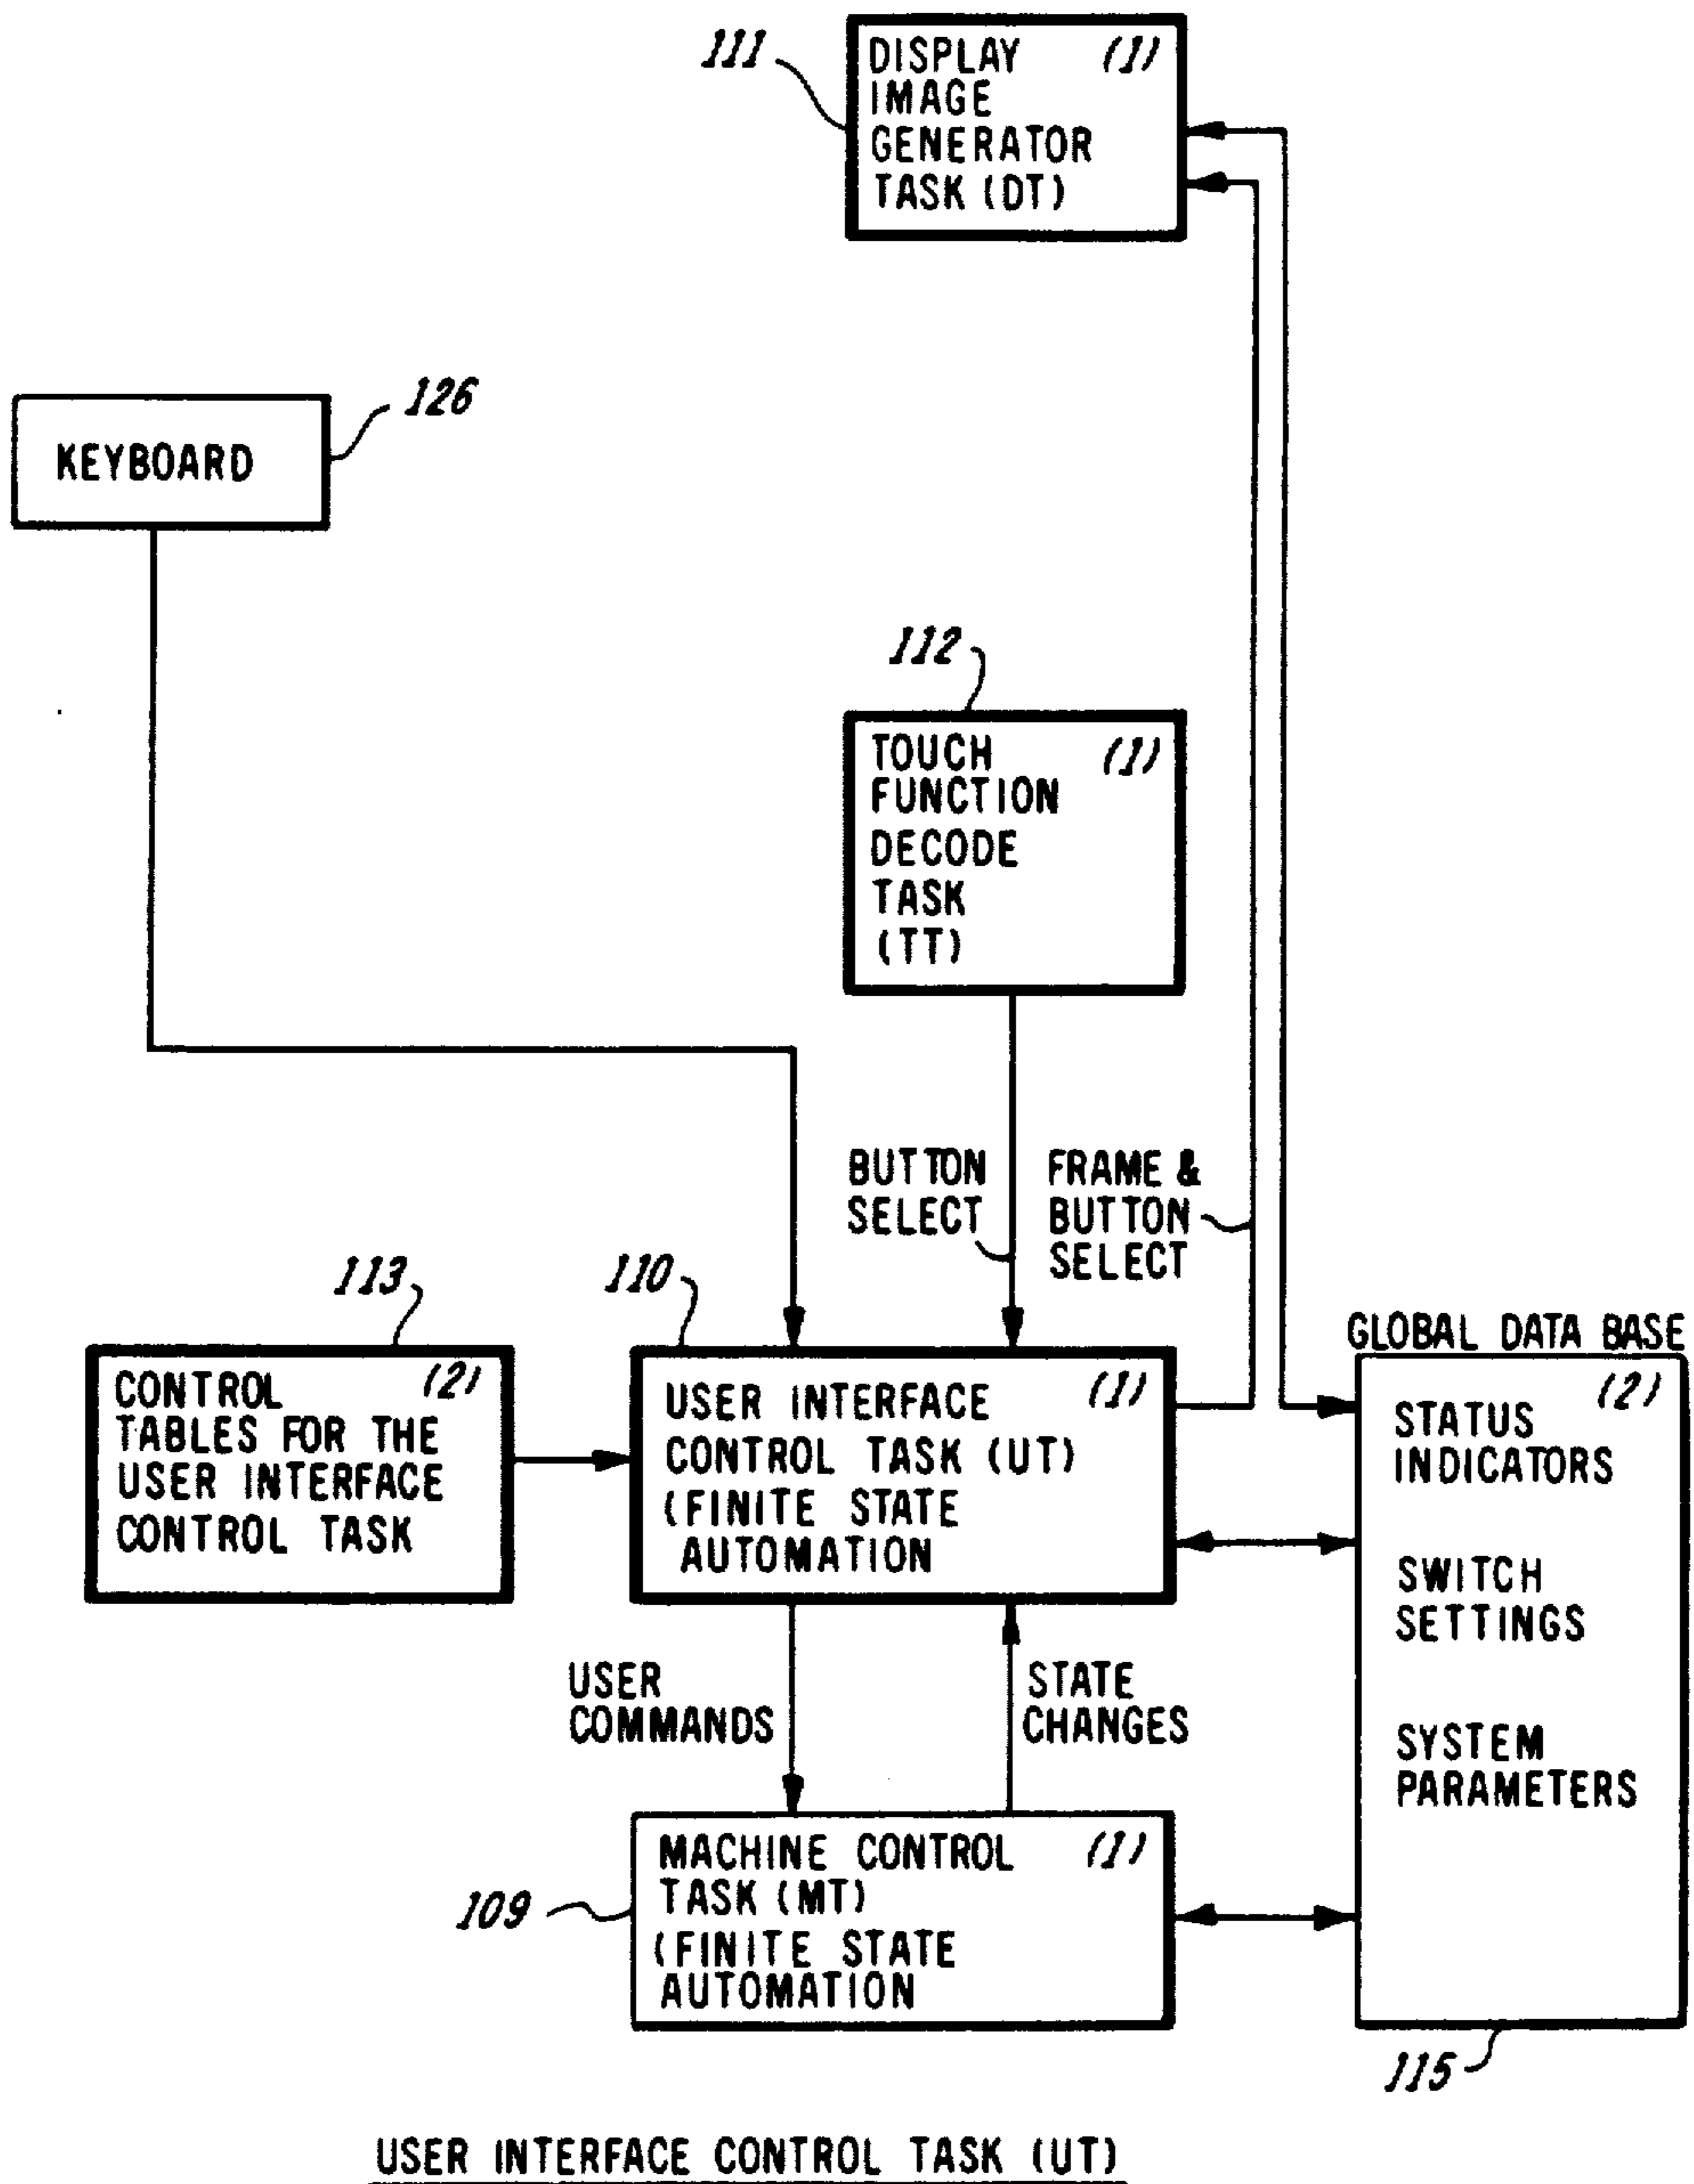 111
DISPLAY (1)
IMAGE
GENERATOR
TASK (DT)
126
KEYBOARD
112
TOUCH (1)
FUNCTION
DECODE
TASK
(TT)
BUTTON
SELECT
FRAME &
BUTTON
SELECT
113
CONTROL (2)
TABLES FOR THE
USER INTERFACE
CONTROL TASK
110
USER INTERFACE (1)
CONTROL TASK (UT)
(FINITE STATE
AUTOMATION
GLOBAL DATA BASE
(2)
STATUS
INDICATORS
SWITCH
SETTINGS
SYSTEM
PARAMETERS
115
USER
COMMANDS
STATE
CHANGES
109
MACHINE CONTROL (1)
TASK (MT)
(FINITE STATE
AUTOMATION
USER INTERFACE CONTROL TASK (UT)